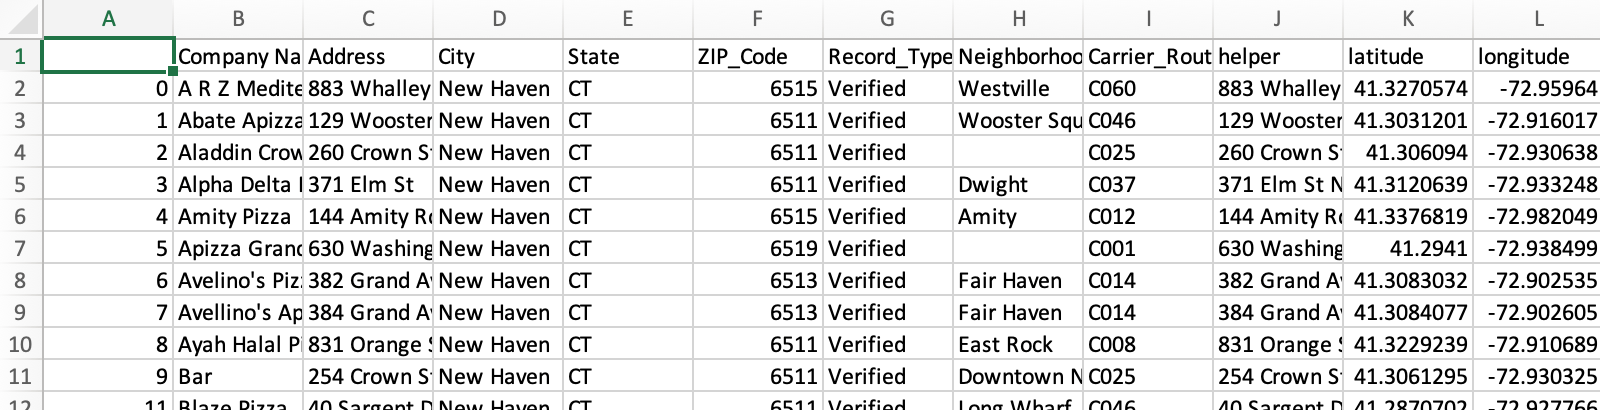 A B C D E F G H I J K L
1 Company Na Address City State ZIP_Code Record_Type Neighborhoo Carrier_Rout helper latitude longitude
2 0 A R Z Medite 883 Whalley New Haven CT 6515 Verified Westville C060 883 Whalley 41.3270574 -72.95964
3 1 Abate Apizza 129 Wooster New Haven CT 6511 Verified Wooster Squ C046 129 Wooster 41.3031201 -72.916017
4 2 Aladdin Crow 260 Crown S New Haven CT 6511 Verified C025 260 Crown S 41.306094 -72.930638
5 3 Alpha Delta 371 Elm St New Haven CT 6511 Verified Dwight C037 371 Elm St N 41.3120639 -72.933248
6 4 Amity Pizza 144 Amity R New Haven CT 6515 Verified Amity C012 144 Amity R 41.3376819 -72.982049
7 5 Apizza Grand 630 Washing New Haven CT 6519 Verified C001 630 Washing 41.2941 -72.938499
8 6 Avelino's Piz 382 Grand A New Haven CT 6513 Verified Fair Haven C014 382 Grand A 41.3083032 -72.902535
9 7 Avellino's Ap 384 Grand A New Haven CT 6513 Verified Fair Haven C014 384 Grand A 41.3084077 -72.902605
10 8 Ayah Halal Pi 831 Orange New Haven CT 6511 Verified East Rock C008 831 Orange 41.3229239 -72.910689
11 9 Bar 254 Crown S New Haven CT 6511 Verified Downtown N C025 254 Crown S 41.3061295 -72.930325
12 11 Blaze Pizza 40 Sargent D New Haven CT 6511 Verified Long Wharf C046 40 Sargent D 41.2870702 -72.927766